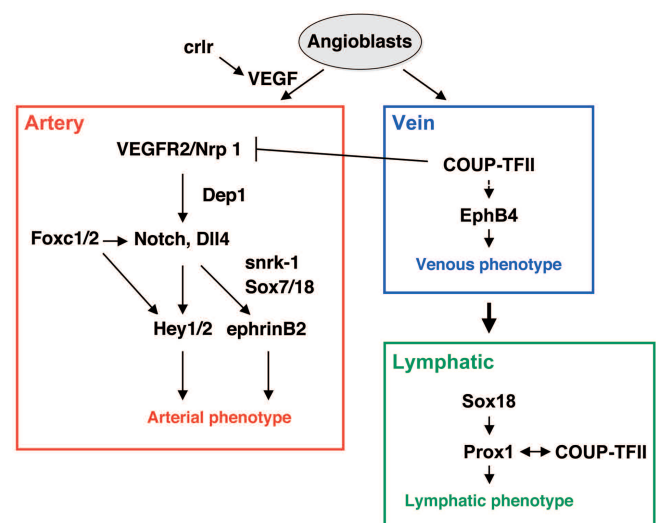 Angioblasts
crlr
VEGF
Artery
VEGFR2/Nrp 1
Dep1
Foxc1/2
Notch, Dll4
snrk-1
Sox7/18
Hey1/2
ephrinB2
Arterial phenotype
Vein
COUP-TFII
EphB4
Venous phenotype
Lymphatic
Sox18
Prox1
COUP-TFII
Lymphatic phenotype